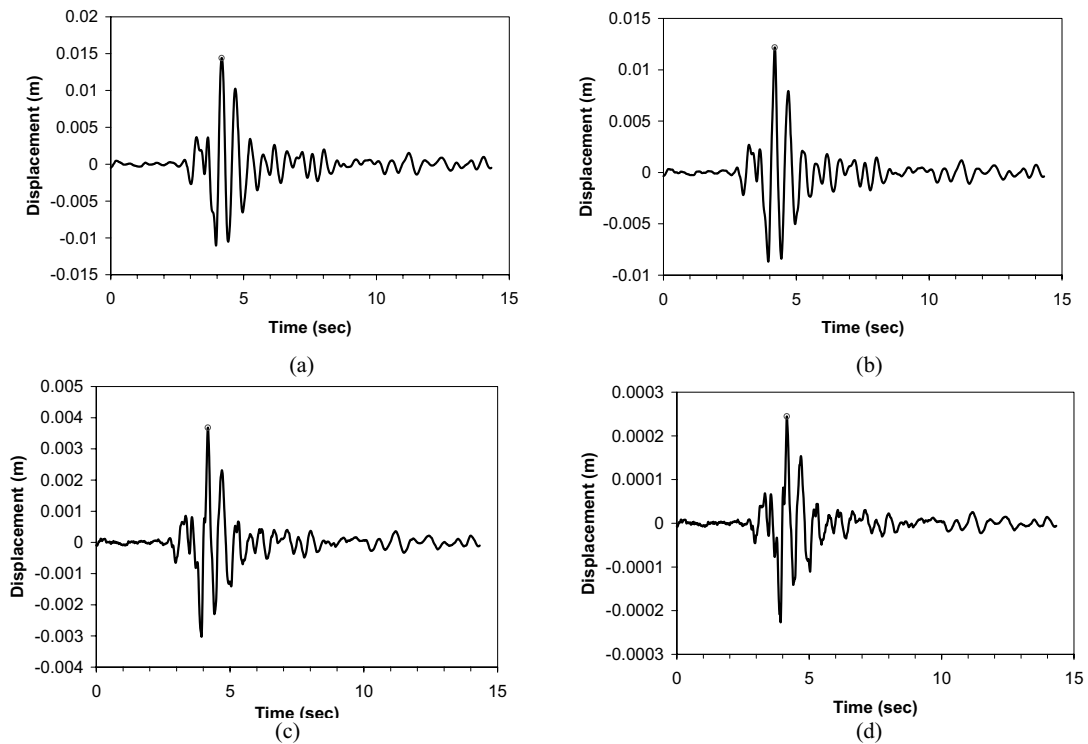 0.02
0.015
0.01
0.005
0
-0.005
-0.01
-0.015
Displacement (m)
0 5 10 15
Time (sec)
(a)
0.015
0.01
0.005
0
-0.005
-0.01
Displacement (m)
0 5 10 15
Time (sec)
(b)
0.005
0.004
0.003
0.002
0.001
0
-0.001
-0.002
-0.003
-0.004
Displacement (m)
0 5 10 15
Time (sec)
(c)
0.0003
0.0002
0.0001
0
-0.0001
-0.0002
-0.0003
Displacement (m)
0 5 10 15
Time (sec)
(d)